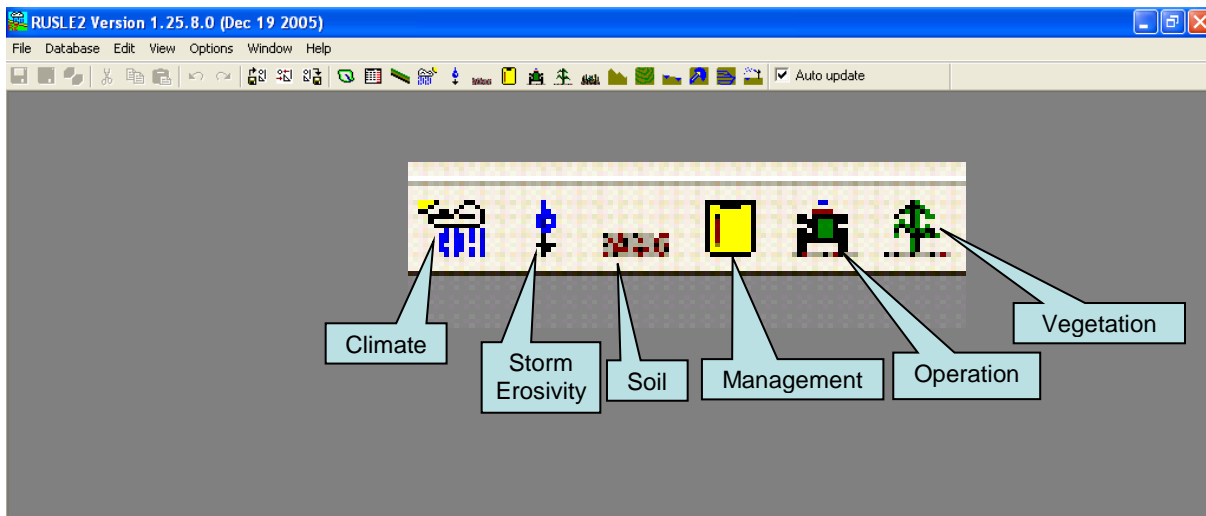 RUSLE2 Version 1.25.8.0 (Dec 19 2005)
File Database Edit View Options Window Help
Auto update
Climate
Storm
Erosivity
Soil
Management
Operation
Vegetation